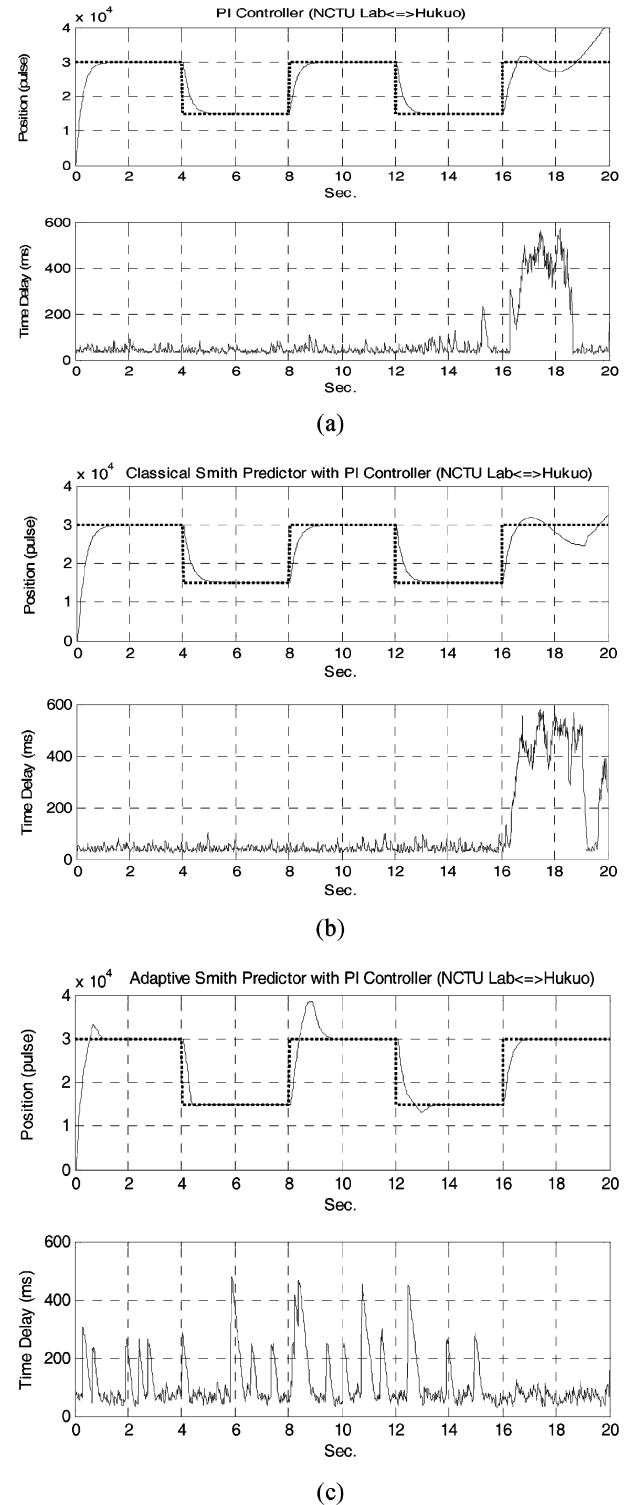 PI Controller (NCTU Lab<=>Hukuo)
x 10^4
4
3
2
1
0
Position (pulse)
0 2 4 6 8 10 12 14 16 18 20
Sec.
600
400
200
0
Time Delay (ms)
0 2 4 6 8 10 12 14 16 18 20
Sec.
(a)
Classical Smith Predictor with PI Controller (NCTU Lab<=>Hukuo)
x 10^4
4
3
2
1
0
Position (pulse)
0 2 4 6 8 10 12 14 16 18 20
Sec.
600
400
200
0
Time Delay (ms)
0 2 4 6 8 10 12 14 16 18 20
Sec.
(b)
Adaptive Smith Predictor with PI Controller (NCTU Lab<=>Hukuo)
x 10^4
4
3
2
1
0
Position (pulse)
0 2 4 6 8 10 12 14 16 18 20
Sec.
600
400
200
0
Time Delay (ms)
0 2 4 6 8 10 12 14 16 18 20
Sec.
(c)